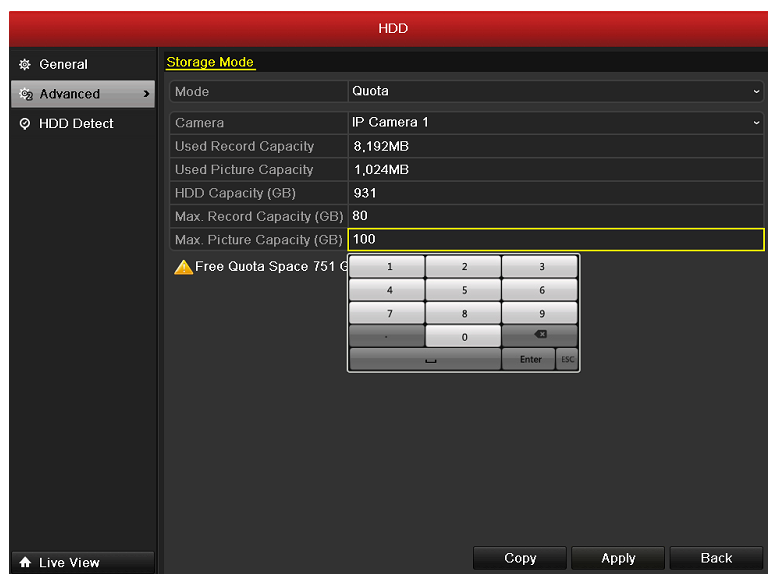 HDD
General
Storage Mode
Advanced
Mode Quota
HDD Detect
Camera IP Camera 1
Used Record Capacity 8,192MB
Used Picture Capacity 1,024MB
HDD Capacity (GB) 931
Max. Record Capacity (GB) 80
Max. Picture Capacity (GB) 100
Free Quota Space 751
1 2 3
4 5 6
7 8 9
. 0
Enter ESC
Live View
Copy Apply Back